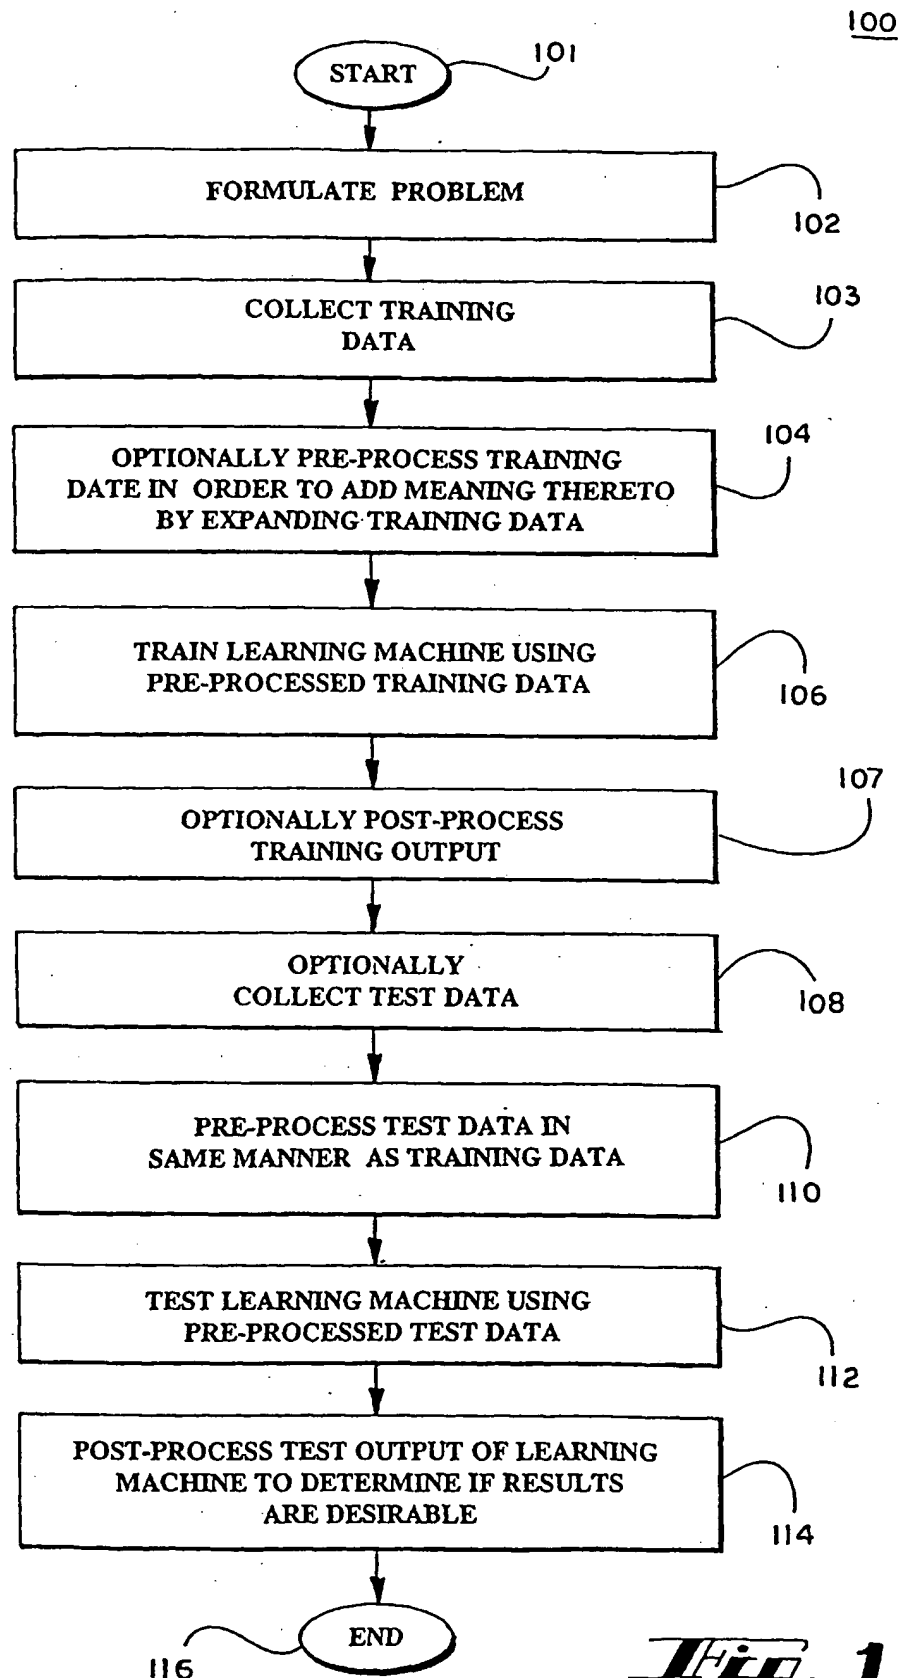 100
START
101
FORMULATE PROBLEM
102
COLLECT TRAINING
DATA
103
OPTIONALLY PRE-PROCESS TRAINING
DATE IN ORDER TO ADD MEANING THERETO
BY EXPANDING TRAINING DATA
104
TRAIN LEARNING MACHINE USING
PRE-PROCESSED TRAINING DATA
106
OPTIONALLY POST-PROCESS
TRAINING OUTPUT
107
OPTIONALLY
COLLECT TEST DATA
108
PRE-PROCESS TEST DATA IN
SAME MANNER AS TRAINING DATA
110
TEST LEARNING MACHINE USING
PRE-PROCESSED TEST DATA
112
POST-PROCESS TEST OUTPUT OF LEARNING
MACHINE TO DETERMINE IF RESULTS
ARE DESIRABLE
114
END
116
Fig. 1